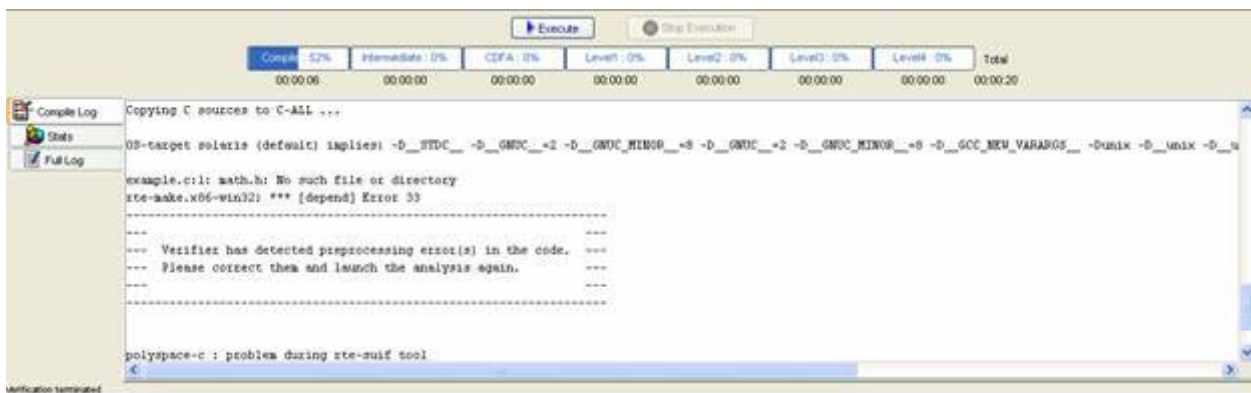 Execute
Stop Execution
Compile 52% Intermediate : 0% CDFA : 0% Level1 : 0% Level2 : 0% Level3 : 0% Level4 : 0% Total
00:00:06 00:00:00 00:00:00 00:00:00 00:00:00 00:00:00 00:00:00 00:00:20
Compile Log
Stats
Full Log
Copying C sources to C-ALL ...
OS-target solaris (default) implies: -D__STDC__ -D__GNUC__=2 -D__GNUC_MINOR__=8 -D__GNUC__=2 -D__GNUC_MINOR__=8 -D__GCC_NEW_VARARGS__ -Dunix -D__unix -D__u
example.c:1: math.h: No such file or directory
rte-make.x86-win32: *** [depend] Error 33
---------------------------------------------------------------
--- ---
--- Verifier has detected preprocessing error(s) in the code. ---
--- Please correct them and launch the analysis again. ---
--- ---
---------------------------------------------------------------
polyspace-c : problem during rte-suif tool
Verification terminated